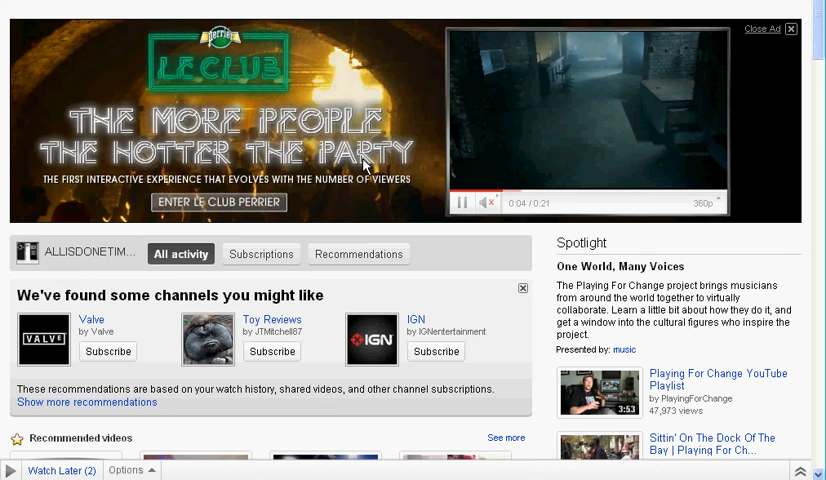 Close Ad
perrier
LE CLUB
THE MORE PEOPLE
THE HOTTER THE PARTY
THE FIRST INTERACTIVE EXPERIENCE THAT EVOLVES WITH THE NUMBER OF VIEWERS
ENTER LE CLUB PERRIER
0:04 / 0:21
360p
ALLISDONETIM...
All activity
Subscriptions
Recommendations
We've found some channels you might like
Valve
by Valve
Subscribe
VALVE
Toy Reviews
by JTMitchell87
Subscribe
IGN
by IGNentertainment
Subscribe
IGN
These recommendations are based on your watch history, shared videos, and other channel subscriptions.
Show more recommendations
Recommended videos
See more
Spotlight
One World, Many Voices
The Playing For Change project brings musicians
from around the world together to virtually
collaborate. Learn a little bit about how they do it, and
get a window into the cultural figures who inspire the
project.
Presented by: music
3:53
Playing For Change YouTube
Playlist
by PlayingForChange
47,973 views
Sittin' On The Dock Of The
Bay | Playing For Ch...
Watch Later (2)
Options